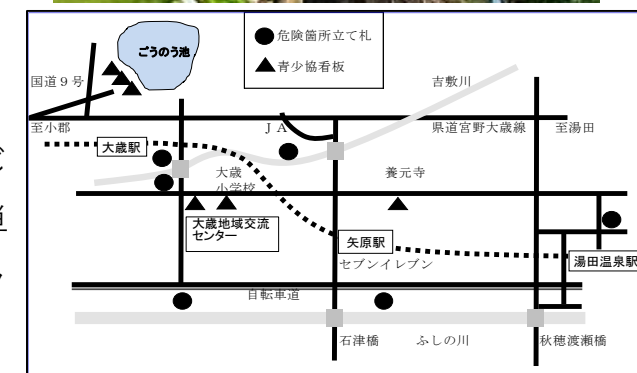 ごうのう池
●危険箇所立て札
▲青少協看板
国道９号
吉敷川
至小郡
ＪＡ
県道宮野大歳線
至湯田
大歳駅
大歳
小学校
養元寺
大歳地域交流
センター
矢原駅
セブンイレブン
湯田温泉駅
自転車道
石津橋
ふしの川
秋穂渡瀬橋